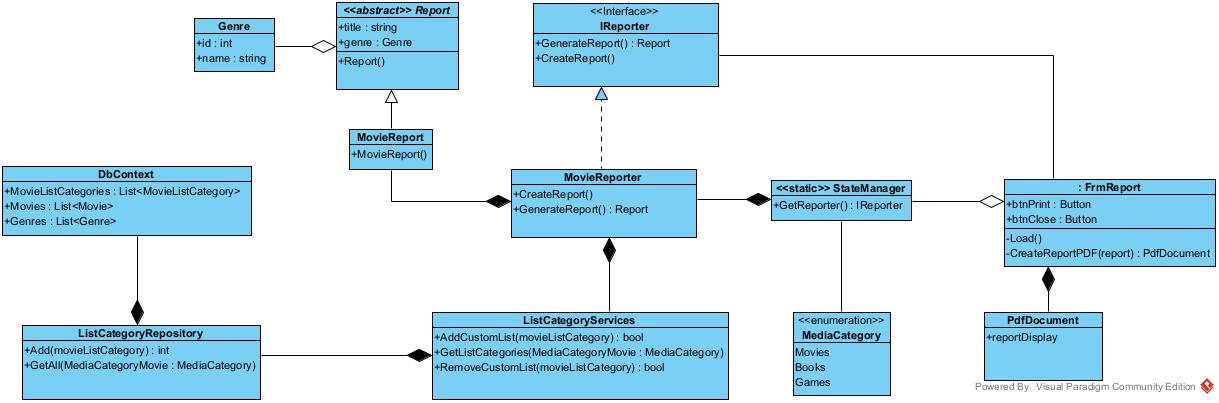 Genre
+id : int
+name : string
<<abstract>> Report
+title : string
+genre : Genre
+Report()
<<Interface>>
IReporter
+GenerateReport() : Report
+CreateReport()
MovieReport
+MovieReport()
DbContext
+MovieListCategories : List<MovieListCategory>
+Movies : List<Movie>
+Genres : List<Genre>
MovieReporter
+CreateReport()
+GenerateReport() : Report
<<static>> StateManager
+GetReporter() : IReporter
: FrmReport
+btnPrint : Button
+btnClose : Button
-Load()
-CreateReportPDF(report) : PdfDocument
ListCategoryRepository
+Add(movieListCategory) : int
+GetAll(MediaCategoryMovie : MediaCategory)
ListCategoryServices
+AddCustomList(movieListCategory) : bool
+GetListCategories(MediaCategoryMovie : MediaCategory)
+RemoveCustomList(movieListCategory) : bool
<<enumeration>>
MediaCategory
Movies
Books
Games
PdfDocument
+reportDisplay
Powered By Visual Paradigm Community Edition